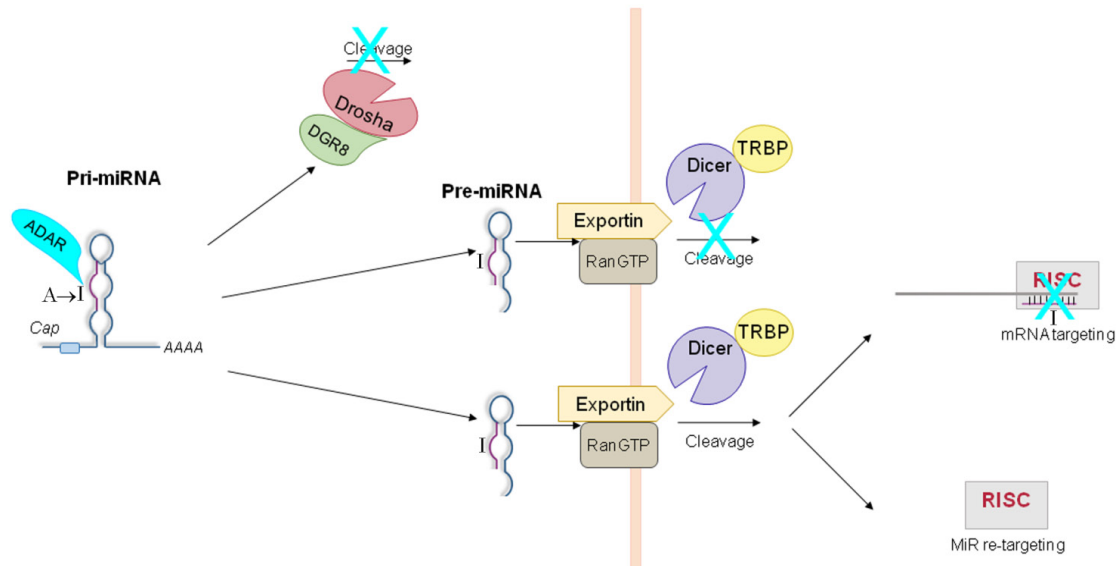 Cleavage
Drosha
DGR8
Pri-miRNA
ADAR
A→I
Cap
AAAA
Pre-miRNA
I
Exportin
RanGTP
Dicer
TRBP
Cleavage
I
Exportin
RanGTP
Dicer
TRBP
Cleavage
RISC
I
mRNA targeting
RISC
MiR re-targeting